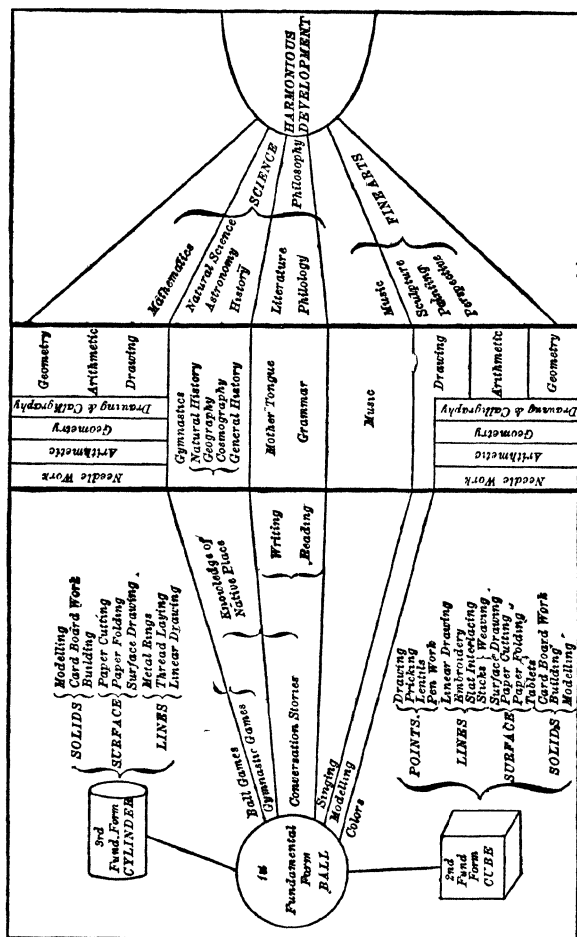 HARMONIOUS
DEVELOPMENT
SCIENCE
Philosophy
FINE ARTS
Mathematics
Natural Science
Astronomy
History
Literature
Philology
Music
Sculpture
Painting
Perspective
Geometry
Arithmetic
Drawing
Drawing & Calligraphy
Geometry
Arithmetic
Needle Work
Gymnastics
Natural History
Geography
Cosmography
General History
Mother Tongue
Grammar
Music
Drawing
Arithmetic
Geometry
Drawing & Calligraphy
Geometry
Arithmetic
Needle Work
Knowledge of
Native Place
Writing
Reading
Ball Games
Gymnastic Games
Conversation Stories
Singing
Modelling
Colors
SOLIDS
Modelling
Card Board Work
Building
SURFACE
Paper Cutting
Paper Folding
Surface Drawing
LINES
Metal Rings
Thread Laying
Linear Drawing
POINTS.
Drawing
Pricking
Lentils
Pen Work
LINES
Linear Drawing
Embroidery
Slat Interlacing
Sticks Weaving
SURFACE
Surface Drawing
Paper Cutting
Paper Folding
Tablets
SOLIDS
Card Board Work
Building
Modelling
3rd
Fund. Form
CYLINDER
1st
Fundamental
Form
BALL
2nd
Fund
Form
CUBE